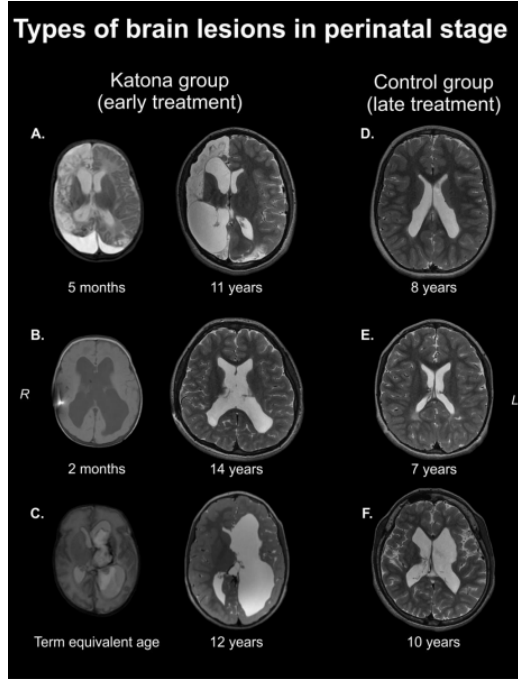 Types of brain lesions in perinatal stage
Katona group
(early treatment)
Control group
(late treatment)
A.
D.
5 months
11 years
8 years
B.
E.
R
L
2 months
14 years
7 years
C.
F.
Term equivalent age
12 years
10 years